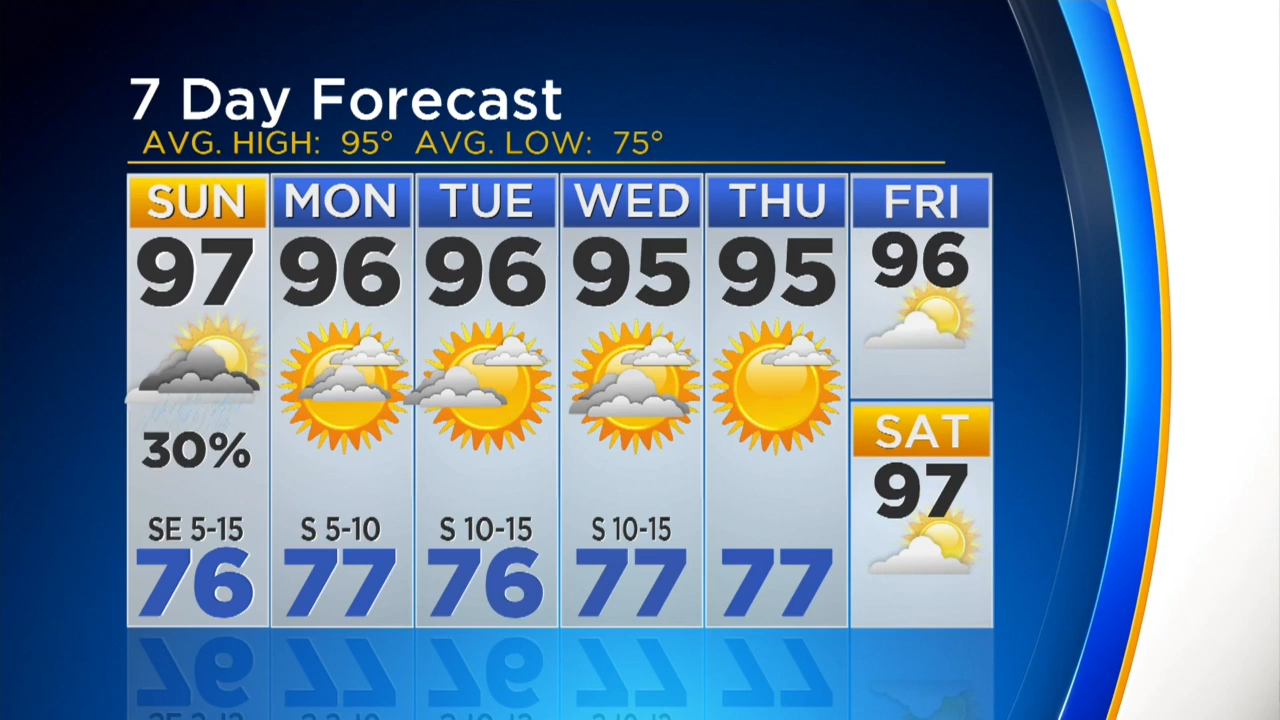 7 Day Forecast
AVG. HIGH: 95° AVG. LOW: 75°
SUN MON TUE WED THU FRI
97 96 96 95 95 96
30%
SAT
97
SE 5-15 S 5-10 S 10-15 S 10-15
76 77 76 77 77